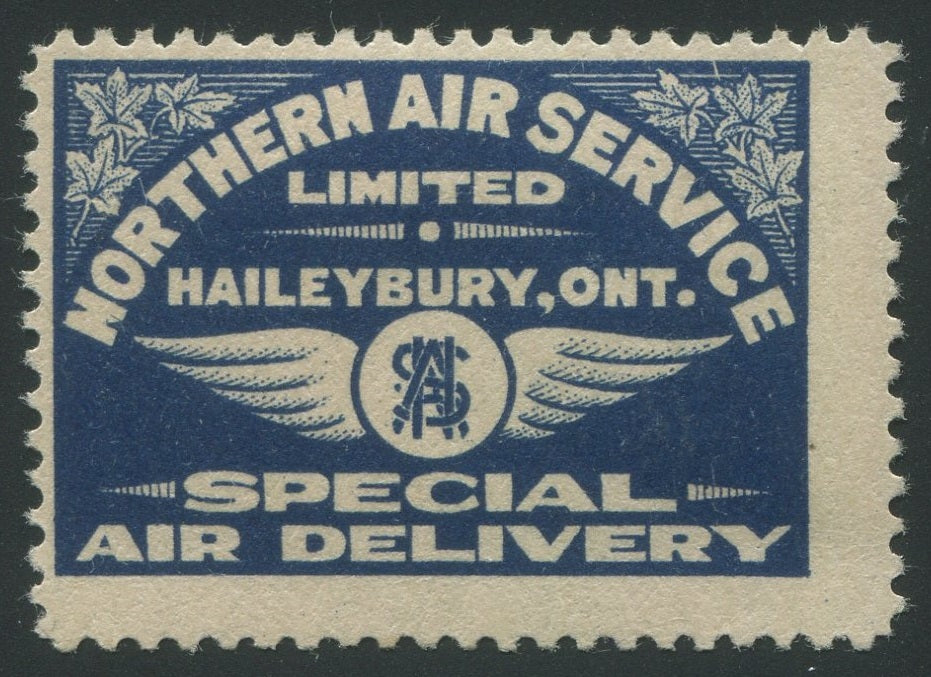 NORTHERN AIR SERVICE
LIMITED
HAILEYBURY, ONT.
NAS
SPECIAL
AIR DELIVERY